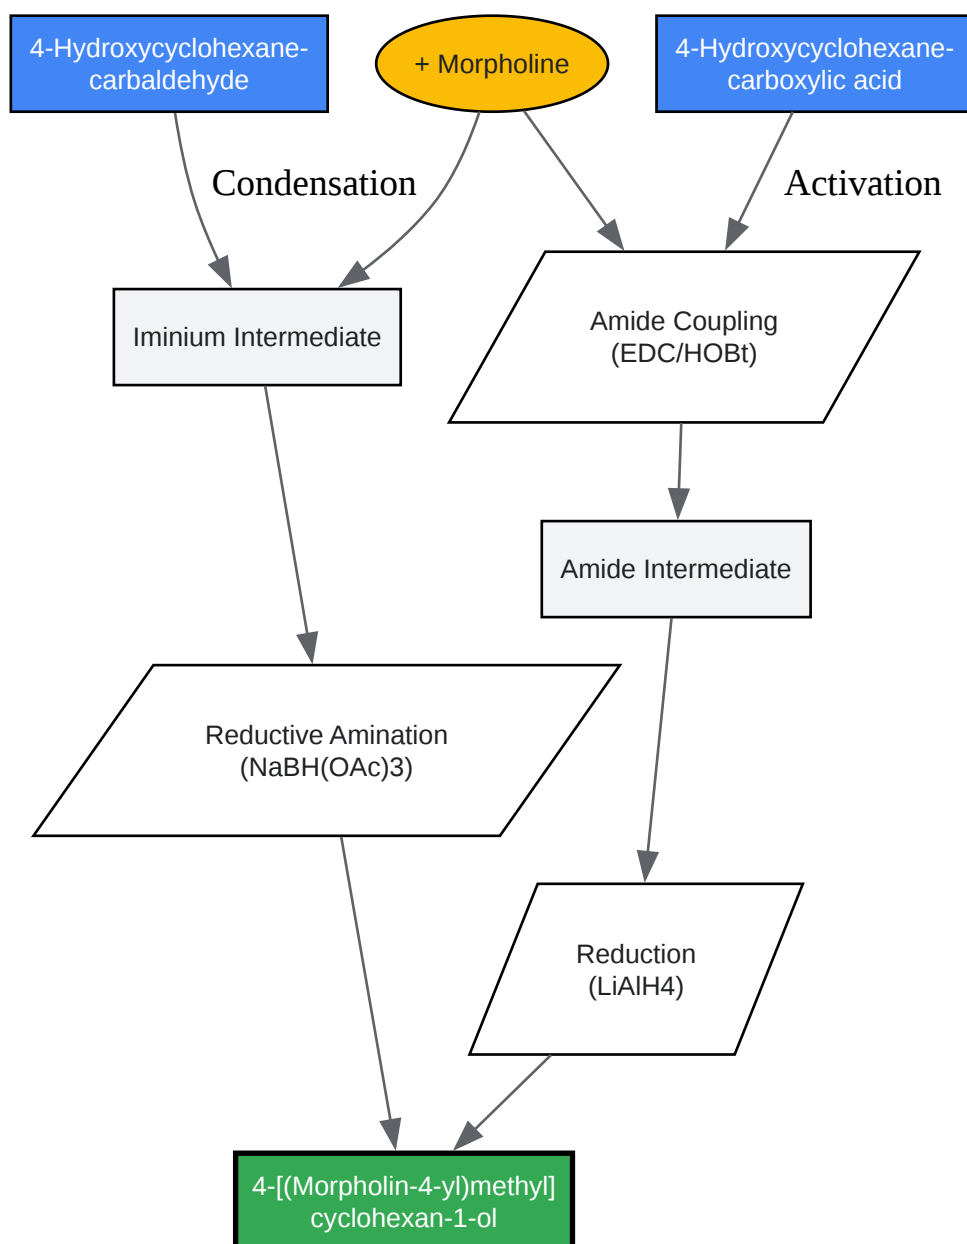 4-Hydroxycyclohexane-
carbaldehyde
+ Morpholine
4-Hydroxycyclohexane-
carboxylic acid
Condensation
Activation
Iminium Intermediate
Amide Coupling
(EDC/HOBt)
Amide Intermediate
Reductive Amination
(NaBH(OAc)3)
Reduction
(LiAlH4)
4-[(Morpholin-4-yl)methyl]
cyclohexan-1-ol